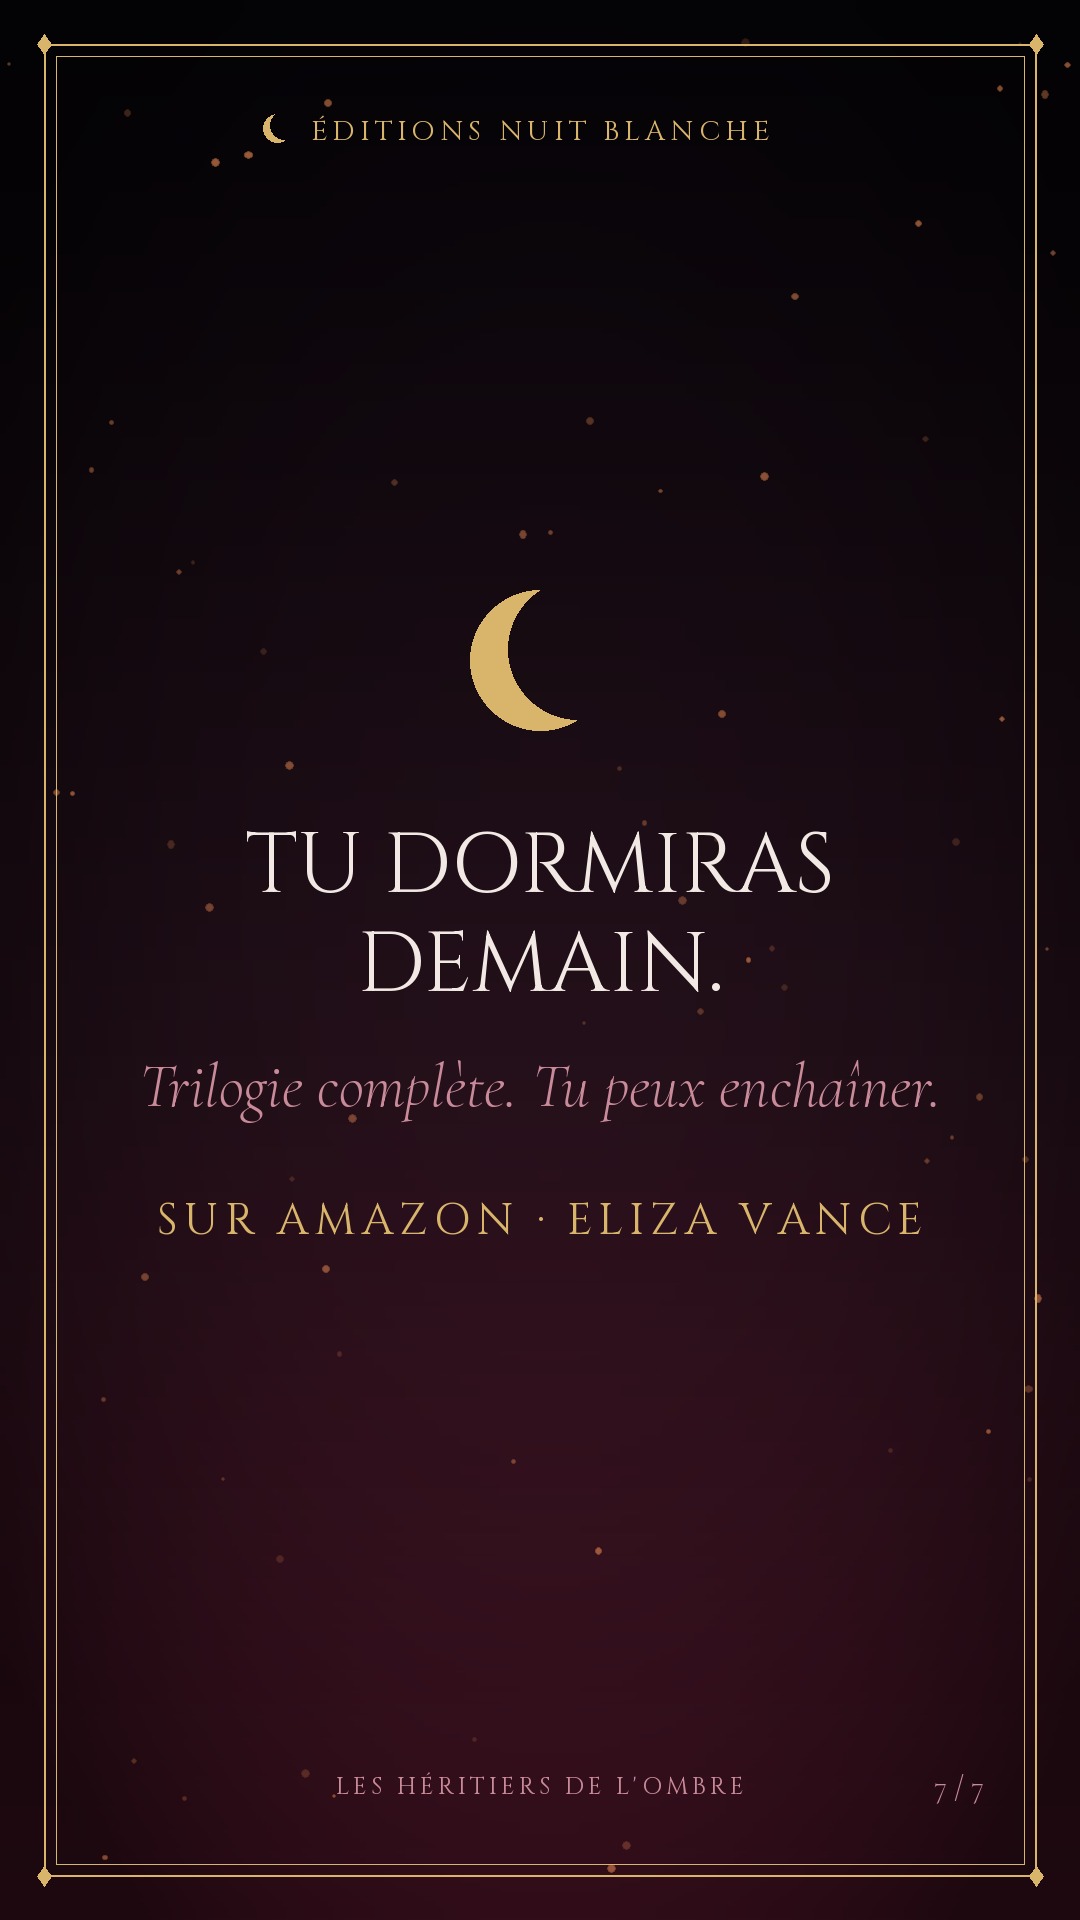 ÉDITIONS NUIT BLANCHE
TU DORMIRAS
DEMAIN.
Trilogie complète. Tu peux enchaîner.
SUR AMAZON · ELIZA VANCE
LES HÉRITIERS DE L'OMBRE
7/7